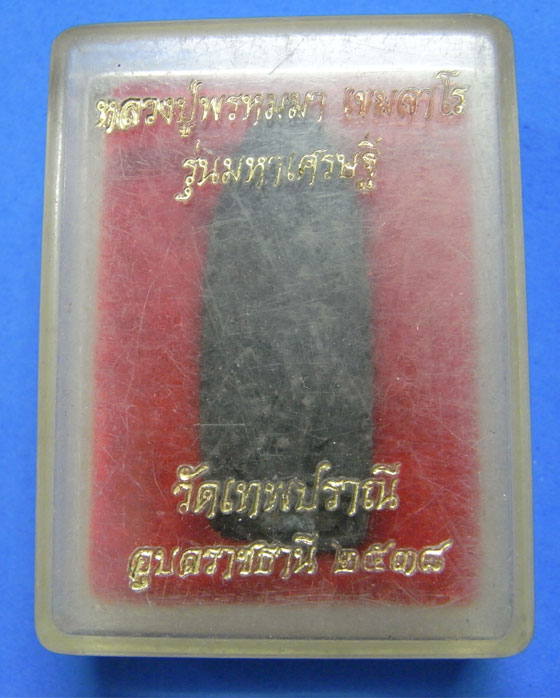 หลวงปู่พรหมมา เขมจาโร
รุ่นมหาเศรษฐี
วัดเทพปราณี
อุบลราชธานี ๒๕๓๘